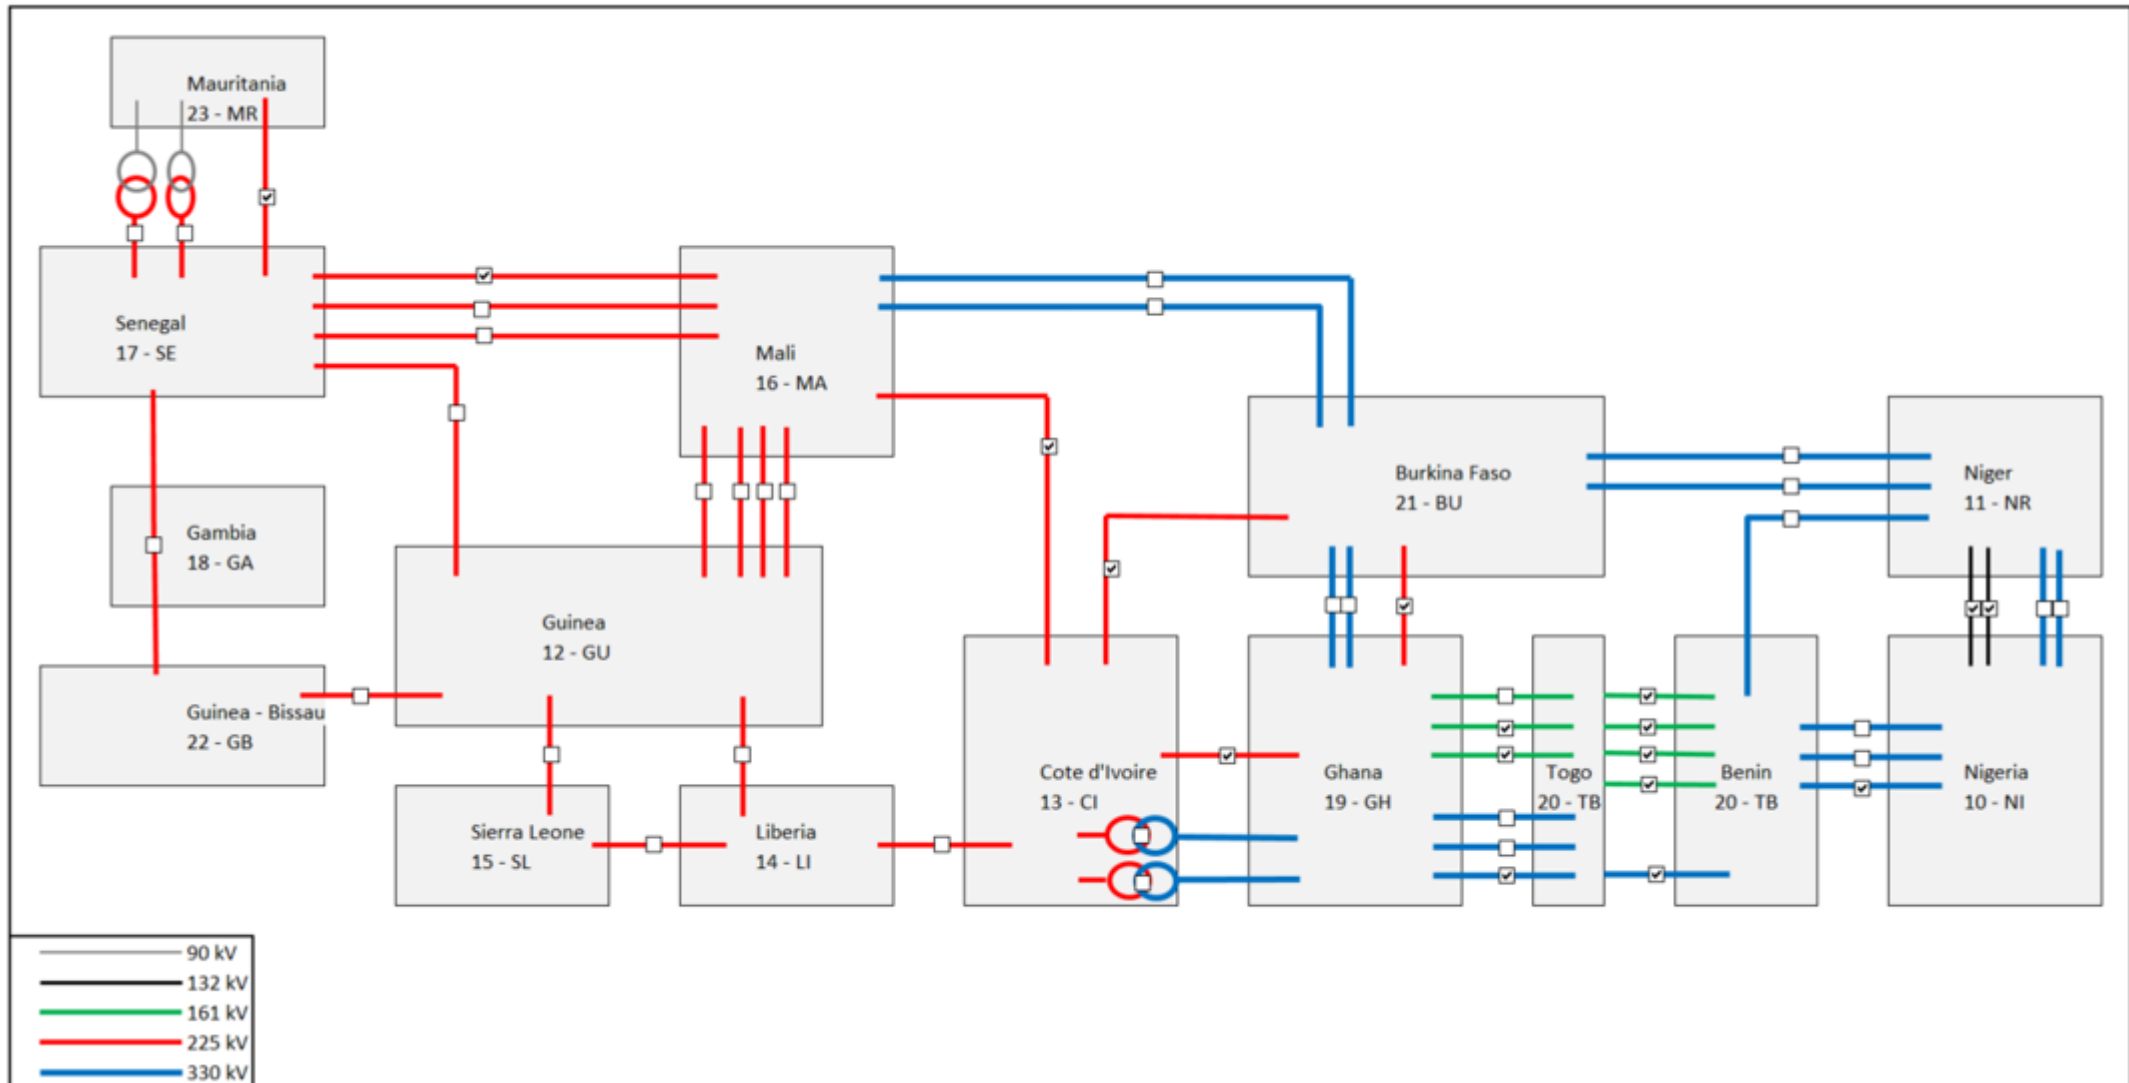 Mauritania
23 - MR
Senegal
17 - SE
Mali
16 - MA
Burkina Faso
21 - BU
Niger
11 - NR
Gambia
18 - GA
Guinea
12 - GU
Guinea - Bissau
22 - GB
Cote d'Ivoire
13 - CI
Ghana
19 - GH
Togo
20 - TB
Benin
20 - TB
Nigeria
10 - NI
Sierra Leone
15 - SL
Liberia
14 - LI
90 kV
132 kV
161 kV
225 kV
330 kV